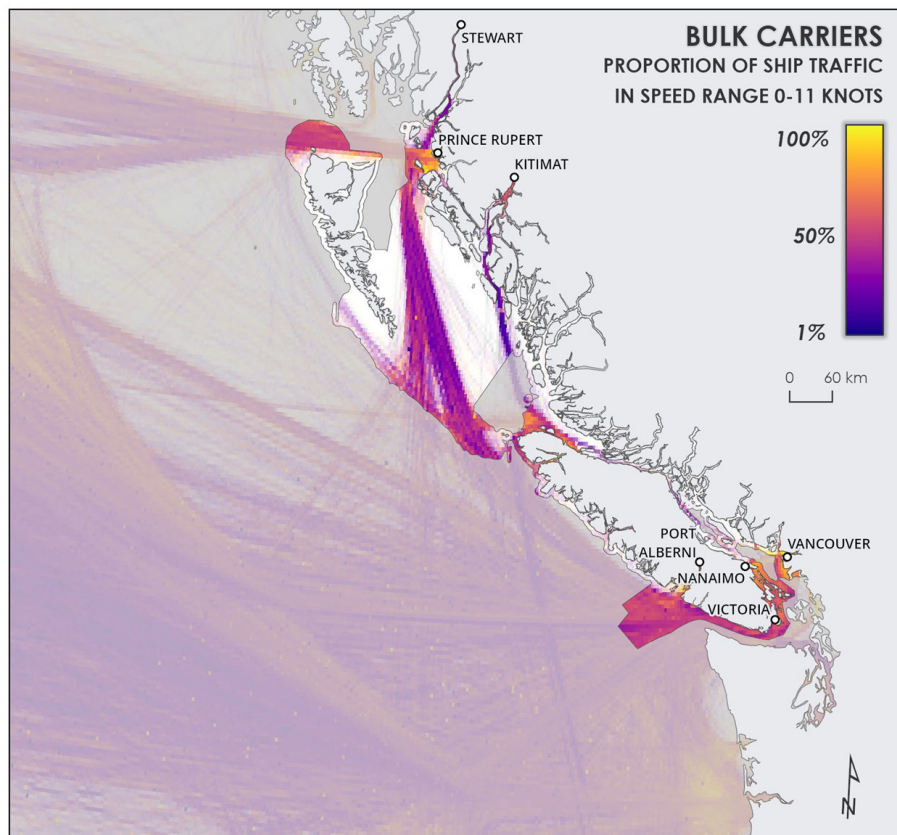 BULK CARRIERS
PROPORTION OF SHIP TRAFFIC
IN SPEED RANGE 0-11 KNOTS
100%
50%
1%
0 60 km
STEWART
PRINCE RUPERT
KITIMAT
PORT
ALBERNI
NANAIMO
VANCOUVER
VICTORIA
N